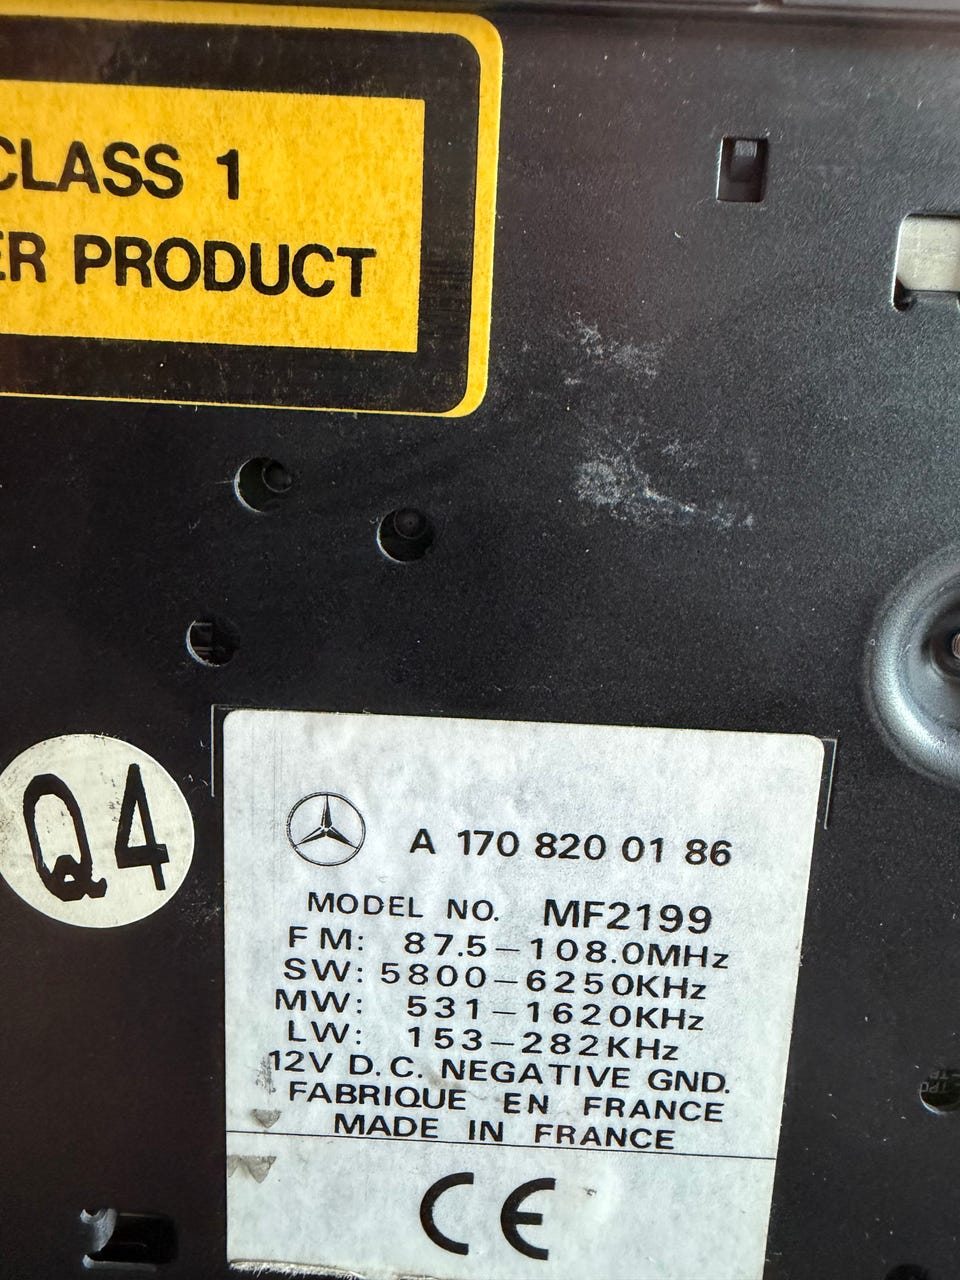 CLASS 1
ER PRODUCT
Q4
A 170 820 01 86
MODEL NO. MF2199
FM: 87.5-108.0MHz
SW: 5800-6250KHz
MW: 531-1620KHz
LW: 153-282KHz
12V D.C. NEGATIVE GND.
FABRIQUE EN FRANCE
MADE IN FRANCE
CE